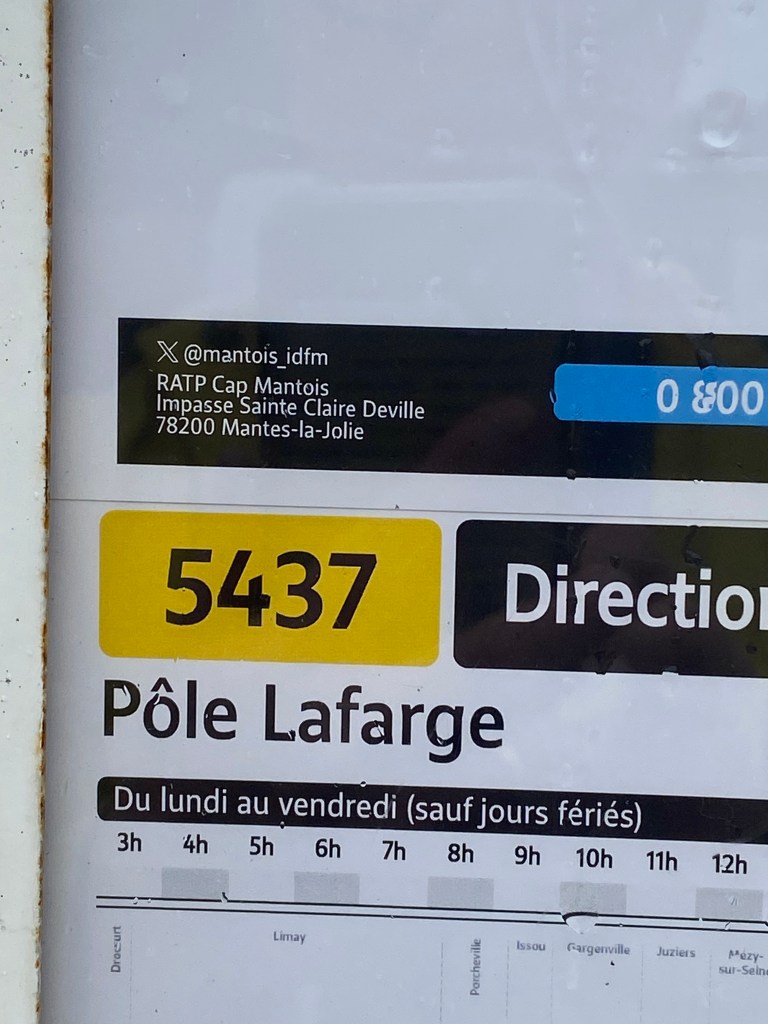 𝕏 @mantois_idfm
RATP Cap Mantois
Impasse Sainte Claire Deville
78200 Mantes-la-Jolie
0 800
5437
Direction
Pôle Lafarge
Du lundi au vendredi (sauf jours fériés)
3h 4h 5h 6h 7h 8h 9h 10h 11h 12h
Drocourt
Limay
Porcheville
Issou
Gargenville
Juziers
Mézy-
sur-Seine